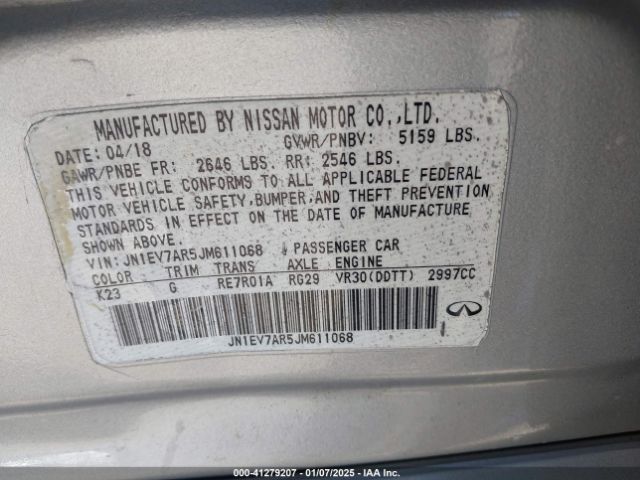 MANUFACTURED BY NISSAN MOTOR CO.,LTD.
DATE: 04/18 GVWR/PNBV: 5159 LBS.
GAWR/PNBE FR: 2646 LBS. RR: 2546 LBS.
THIS VEHICLE CONFORMS TO ALL APPLICABLE FEDERAL
MOTOR VEHICLE SAFETY, BUMPER, AND THEFT PREVENTION
STANDARDS IN EFFECT ON THE DATE OF MANUFACTURE
SHOWN ABOVE.
VIN: JN1EV7AR5JM611068 PASSENGER CAR
COLOR TRIM TRANS AXLE ENGINE
K23 G RE7R01A RG29 VR30(DDTT) 2997CC
JN1EV7AR5JM611068
000-41279207 - 01/07/2025 - IAA Inc.